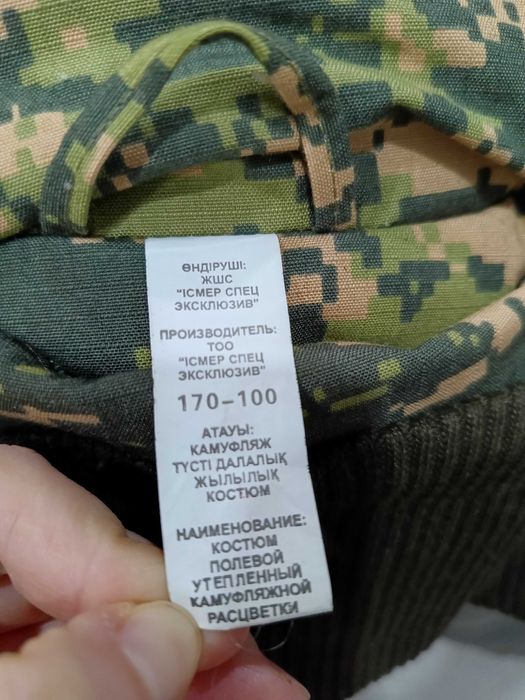 ӨНДІРУШІ:
ЖШС
"ІСМЕР СПЕЦ
ЭКСКЛЮЗИВ"
ПРОИЗВОДИТЕЛЬ:
ТОО
"ІСМЕР СПЕЦ
ЭКСКЛЮЗИВ"
170-100
АТАУЫ:
КАМУФЛЯЖ
ТҮСТІ ДАЛАЛЫҚ
ЖЫЛЫЛЫҚ
КОСТЮМ
НАИМЕНОВАНИЕ:
КОСТЮМ
ПОЛЕВОЙ
УТЕПЛЕННЫЙ
КАМУФЛЯЖНОЙ
РАСЦВЕТКИ